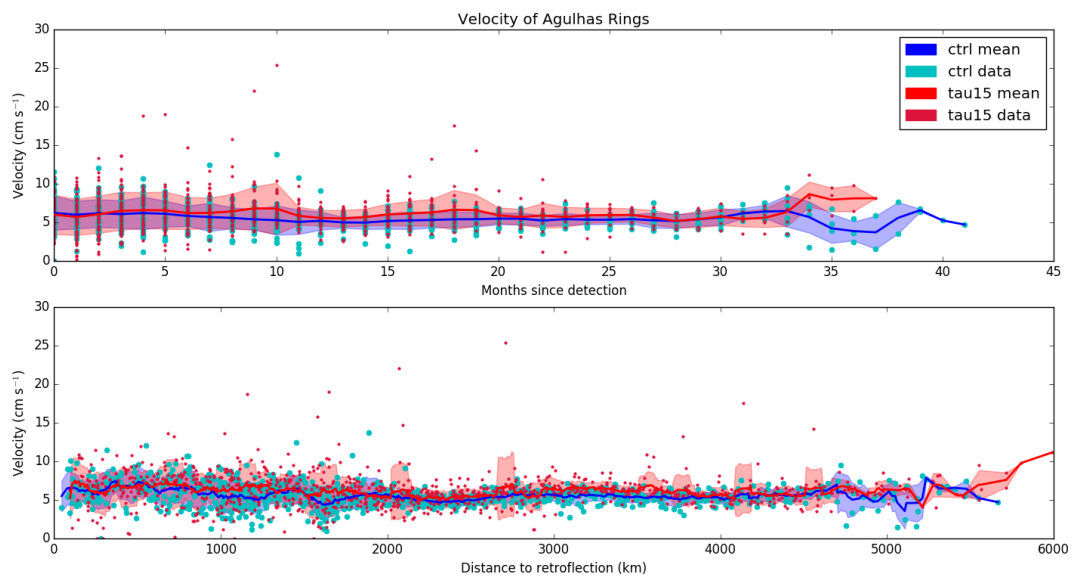 Velocity of Agulhas Rings
30
25
20
15
10
5
0
Velocity (cm s⁻¹)
ctrl mean
ctrl data
tau15 mean
tau15 data
0 5 10 15 20 25 30 35 40 45
Months since detection
30
25
20
15
10
5
0
Velocity (cm s⁻¹)
0 1000 2000 3000 4000 5000 6000
Distance to retroflection (km)